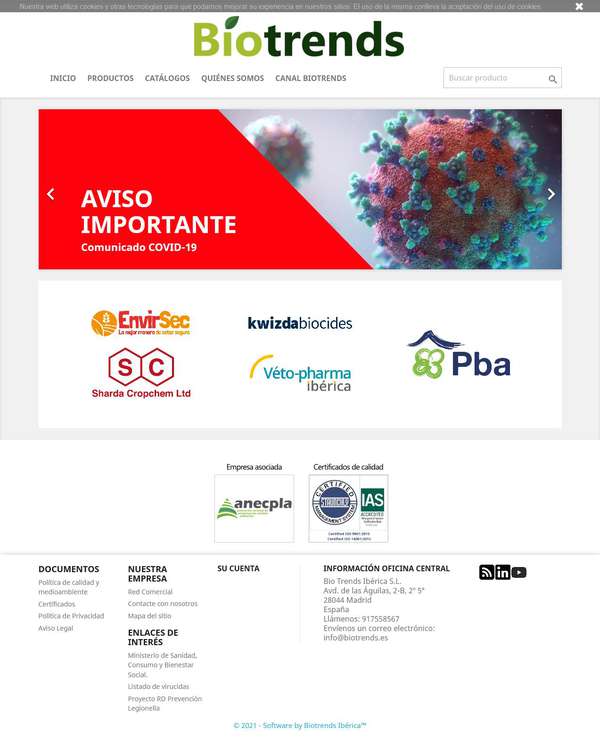 Nuestra web utiliza cookies y otras tecnologías para que podamos mejorar su experiencia en nuestros sitios. El uso de la misma conlleva la aceptación del uso de cookies.
Biotrends
INICIO PRODUCTOS CATÁLOGOS QUIÉNES SOMOS CANAL BIOTRENDS
Buscar producto
AVISO
IMPORTANTE
Comunicado COVID-19
EnvirSec
La mejor manera de estar seguro
kwizdabiocides
SC
Sharda Cropchem Ltd
Véto-pharma
ibérica
Pba
Empresa asociada
Certificados de calidad
anecpla
CERTIFIED
STAREGISTER
MANAGEMENT SYSTEM
IAS
ACCREDITED
Certified ISO 9001:2015
Certified ISO 14001:2015
DOCUMENTOS
Política de calidad y
medioambiente
Certificados
Politica de Privacidad
Aviso Legal
NUESTRA
EMPRESA
Red Comercial
Contacte con nosotros
Mapa del sitio
ENLACES DE
INTERÉS
Ministerio de Sanidad,
Consumo y Bienestar
Social.
Listado de virucidas
Proyecto RD Prevención
Legionella
SU CUENTA
INFORMACIÓN OFICINA CENTRAL
Bio Trends Ibérica S.L.
Avd. de las Águilas, 2-B, 2º 5ª
28044 Madrid
España
Llámenos: 917558567
Envíenos un correo electrónico:
info@biotrends.es
© 2021 - Software by Biotrends Ibérica™